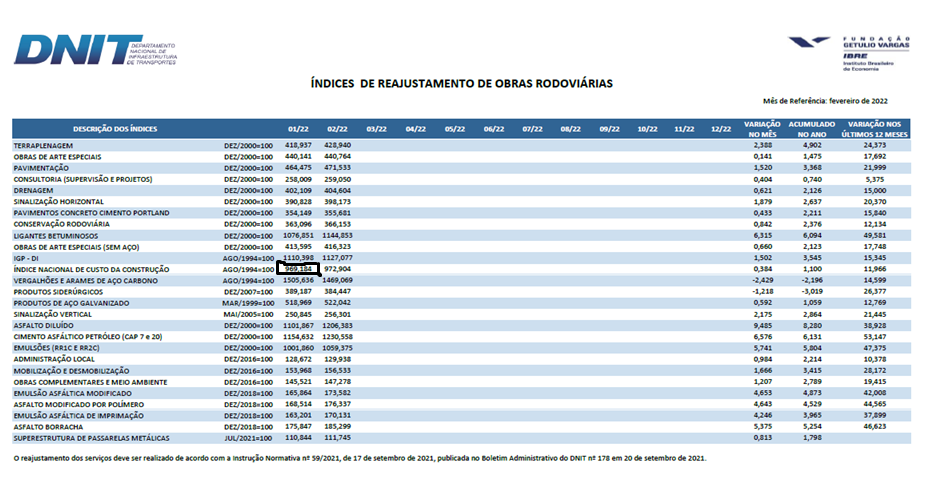 DNIT DEPARTAMENTO
NACIONAL DE
INFRAESTRUTURA
DE TRANSPORTES
FUNDAÇÃO
GETULIO VARGAS
IBRE
Instituto Brasileiro
de Economia
ÍNDICES DE REAJUSTAMENTO DE OBRAS RODOVIÁRIAS
Mês de Referência: fevereiro de 2022
DESCRIÇÃO DOS ÍNDICES 01/22 02/22 03/22 04/22 05/22 06/22 07/22 08/22 09/22 10/22 11/22 12/22 VARIAÇÃO NO MÊS ACUMULADO NO ANO VARIAÇÃO NOS ÚLTIMOS 12 MESES
TERRAPLENAGEM DEZ/2000=100 418,937 428,940 2,388 4,902 24,373
OBRAS DE ARTE ESPECIAIS DEZ/2000=100 440,141 440,764 0,141 1,475 17,692
PAVIMENTAÇÃO DEZ/2000=100 464,475 471,533 1,520 3,368 21,999
CONSULTORIA (SUPERVISÃO E PROJETOS) DEZ/2000=100 258,009 259,050 0,404 0,740 5,375
DRENAGEM DEZ/2000=100 402,109 404,604 0,621 2,126 15,000
SINALIZAÇÃO HORIZONTAL DEZ/2000=100 390,828 398,173 1,879 2,637 20,370
PAVIMENTOS CONCRETO CIMENTO PORTLAND DEZ/2000=100 354,149 355,681 0,433 2,211 15,840
CONSERVAÇÃO RODOVIÁRIA DEZ/2000=100 363,096 366,153 0,842 2,376 12,134
LIGANTES BETUMINOSOS DEZ/2000=100 1076,851 1144,853 6,315 6,094 49,581
OBRAS DE ARTE ESPECIAIS (SEM AÇO) DEZ/2000=100 413,595 416,323 0,660 2,123 17,748
IGP - DI AGO/1994=100 1110,398 1127,077 1,502 3,545 15,345
ÍNDICE NACIONAL DE CUSTO DA CONSTRUÇÃO AGO/1994=100 969,184 972,904 0,384 1,100 11,966
VERGALHÕES E ARAMES DE AÇO CARBONO AGO/1994=100 1505,636 1469,069 -2,429 -2,196 14,599
PRODUTOS SIDERÚRGICOS DEZ/2007=100 389,187 384,447 -1,218 -3,019 26,377
PRODUTOS DE AÇO GALVANIZADO MAR/1999=100 518,969 522,042 0,592 1,059 12,769
SINALIZAÇÃO VERTICAL MAI/2005=100 250,845 256,301 2,175 2,864 21,445
ASFALTO DILUÍDO DEZ/2000=100 1101,867 1206,383 9,485 8,280 38,928
CIMENTO ASFÁLTICO PETRÓLEO (CAP 7 e 20) DEZ/2000=100 1154,632 1230,558 6,576 6,131 53,147
EMULSÕES (RR1C E RR2C) DEZ/2000=100 1001,860 1059,375 5,741 5,804 47,375
ADMINISTRAÇÃO LOCAL DEZ/2016=100 128,672 129,938 0,984 2,214 10,378
MOBILIZAÇÃO E DESMOBILIZAÇÃO DEZ/2016=100 153,968 156,533 1,666 3,415 28,172
OBRAS COMPLEMENTARES E MEIO AMBIENTE DEZ/2016=100 145,521 147,278 1,207 2,789 19,415
EMULSÃO ASFÁLTICA MODIFICADO DEZ/2018=100 165,864 173,582 4,653 4,873 42,008
ASFALTO MODIFICADO POR POLÍMERO DEZ/2018=100 168,514 176,337 4,643 4,529 44,565
EMULSÃO ASFÁLTICA DE IMPRIMAÇÃO DEZ/2018=100 163,201 170,131 4,246 3,965 37,899
ASFALTO BORRACHA DEZ/2018=100 175,847 185,299 5,375 5,254 46,623
SUPERESTRUTURA DE PASSARELAS METÁLICAS JUL/2021=100 110,844 111,745 0,813 1,798
O reajustamento dos serviços deve ser realizado de acordo com a Instrução Normativa nº 59/2021, de 17 de setembro de 2021, publicada no Boletim Administrativo do DNIT nº 178 em 20 de setembro de 2021.